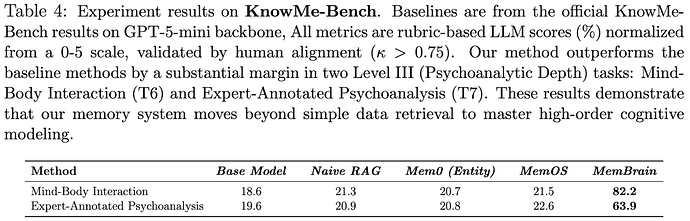 Table 4: Experiment results on KnowMe-Bench. Baselines are from the official KnowMe-
Bench results on GPT-5-mini backbone, All metrics are rubric-based LLM scores (%) normalized
from a 0-5 scale, validated by human alignment (κ > 0.75). Our method outperforms the
baseline methods by a substantial margin in two Level III (Psychoanalytic Depth) tasks: Mind-
Body Interaction (T6) and Expert-Annotated Psychoanalysis (T7). These results demonstrate
that our memory system moves beyond simple data retrieval to master high-order cognitive
modeling.
Method Base Model Naive RAG Mem0 (Entity) MemOS MemBrain
Mind-Body Interaction 18.6 21.3 20.7 21.5 82.2
Expert-Annotated Psychoanalysis 19.6 20.9 20.8 22.6 63.9